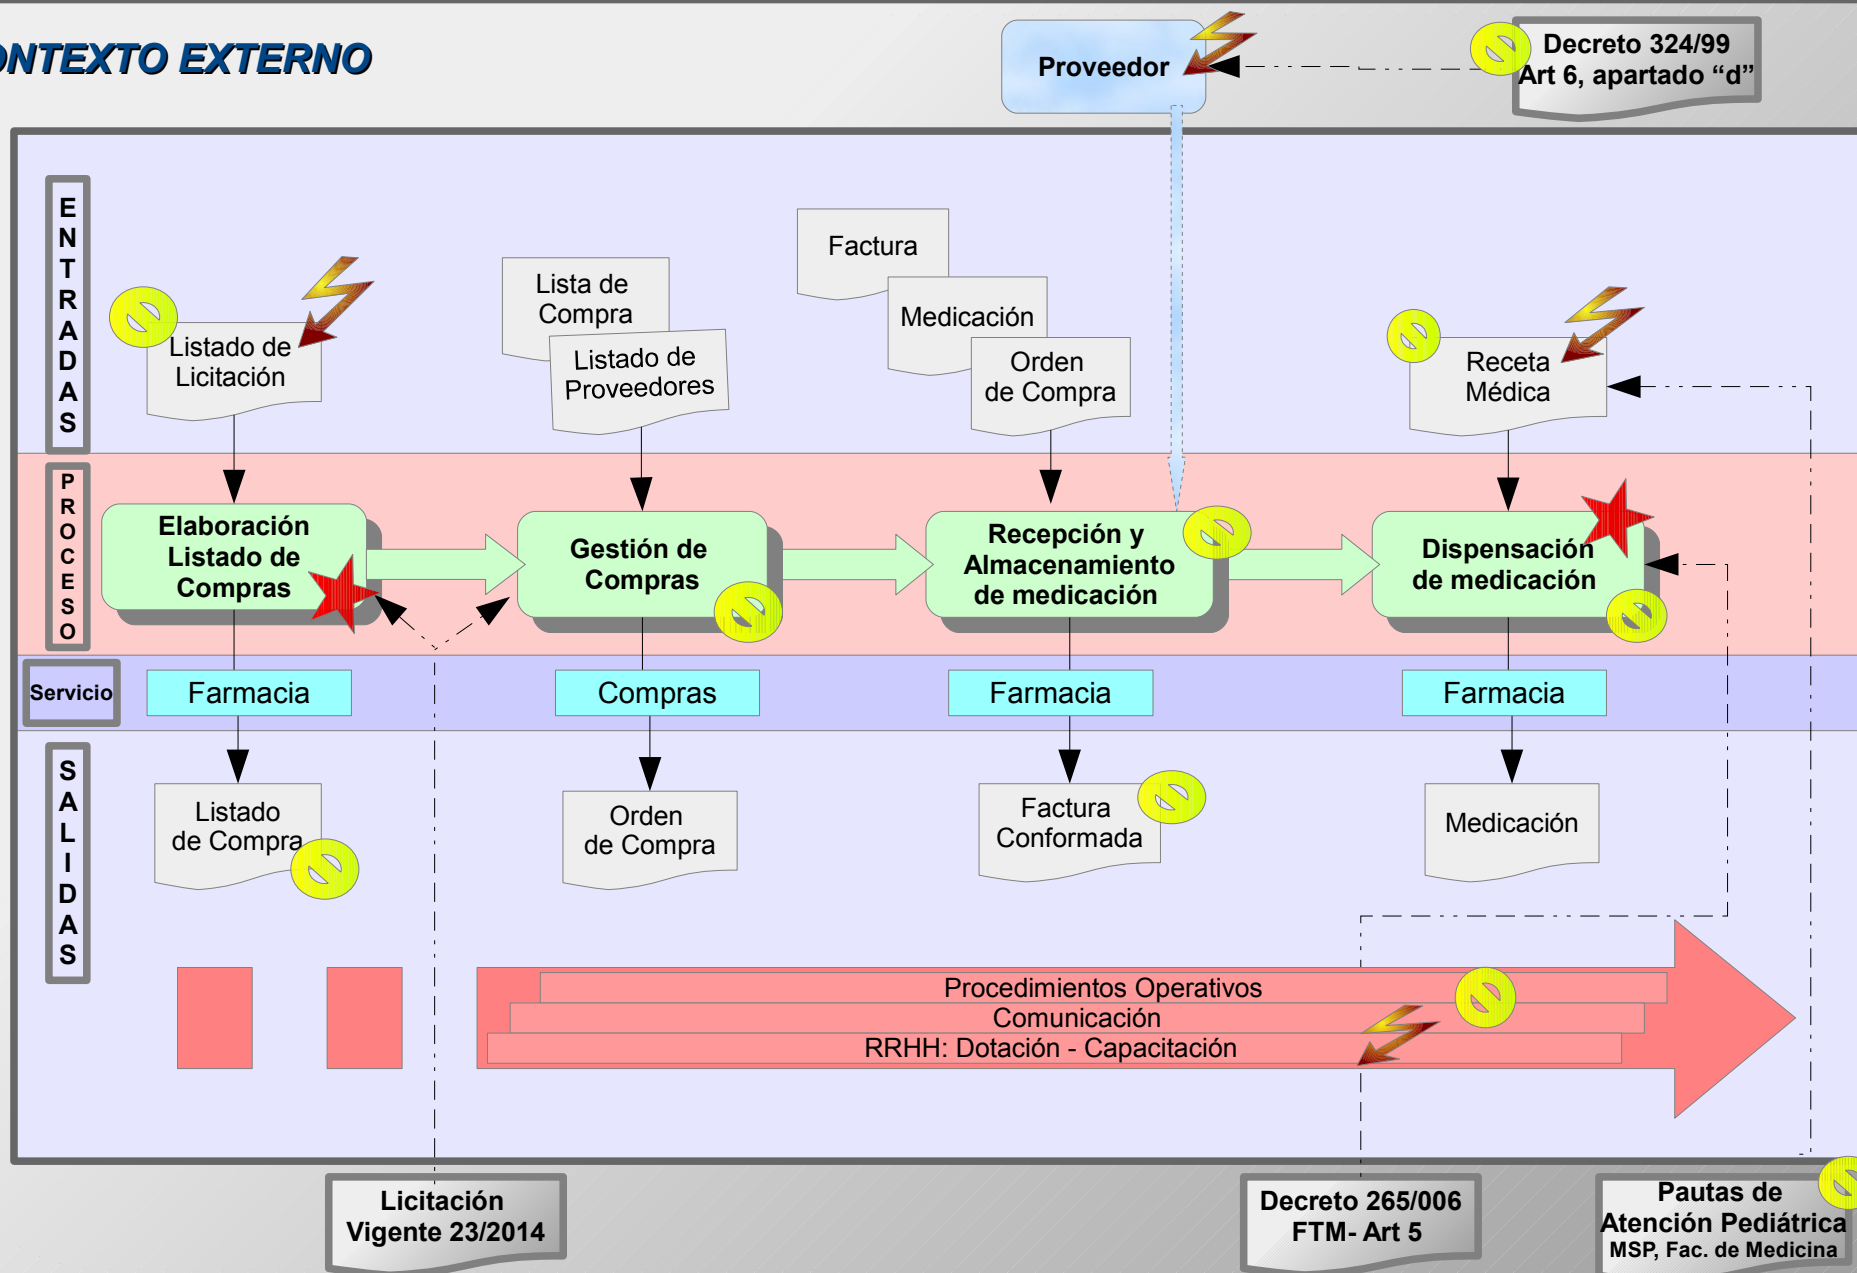 ONTEXTO EXTERNO
Proveedor
Decreto 324/99
Art 6, apartado “d”
ENTRADAS
Listado de
Licitación
Lista de
Compra
Listado de
Proveedores
Factura
Medicación
Orden
de Compra
Receta
Médica
PROCESO
Elaboración
Listado de
Compras
Gestión de
Compras
Recepción y
Almacenamiento
de medicación
Dispensación
de medicación
Servicio
Farmacia
Compras
Farmacia
Farmacia
SALIDAS
Listado
de Compra
Orden
de Compra
Factura
Conformada
Medicación
Procedimientos Operativos
Comunicación
RRHH: Dotación - Capacitación
Licitación
Vigente 23/2014
Decreto 265/006
FTM- Art 5
Pautas de
Atención Pediátrica
MSP, Fac. de Medicina